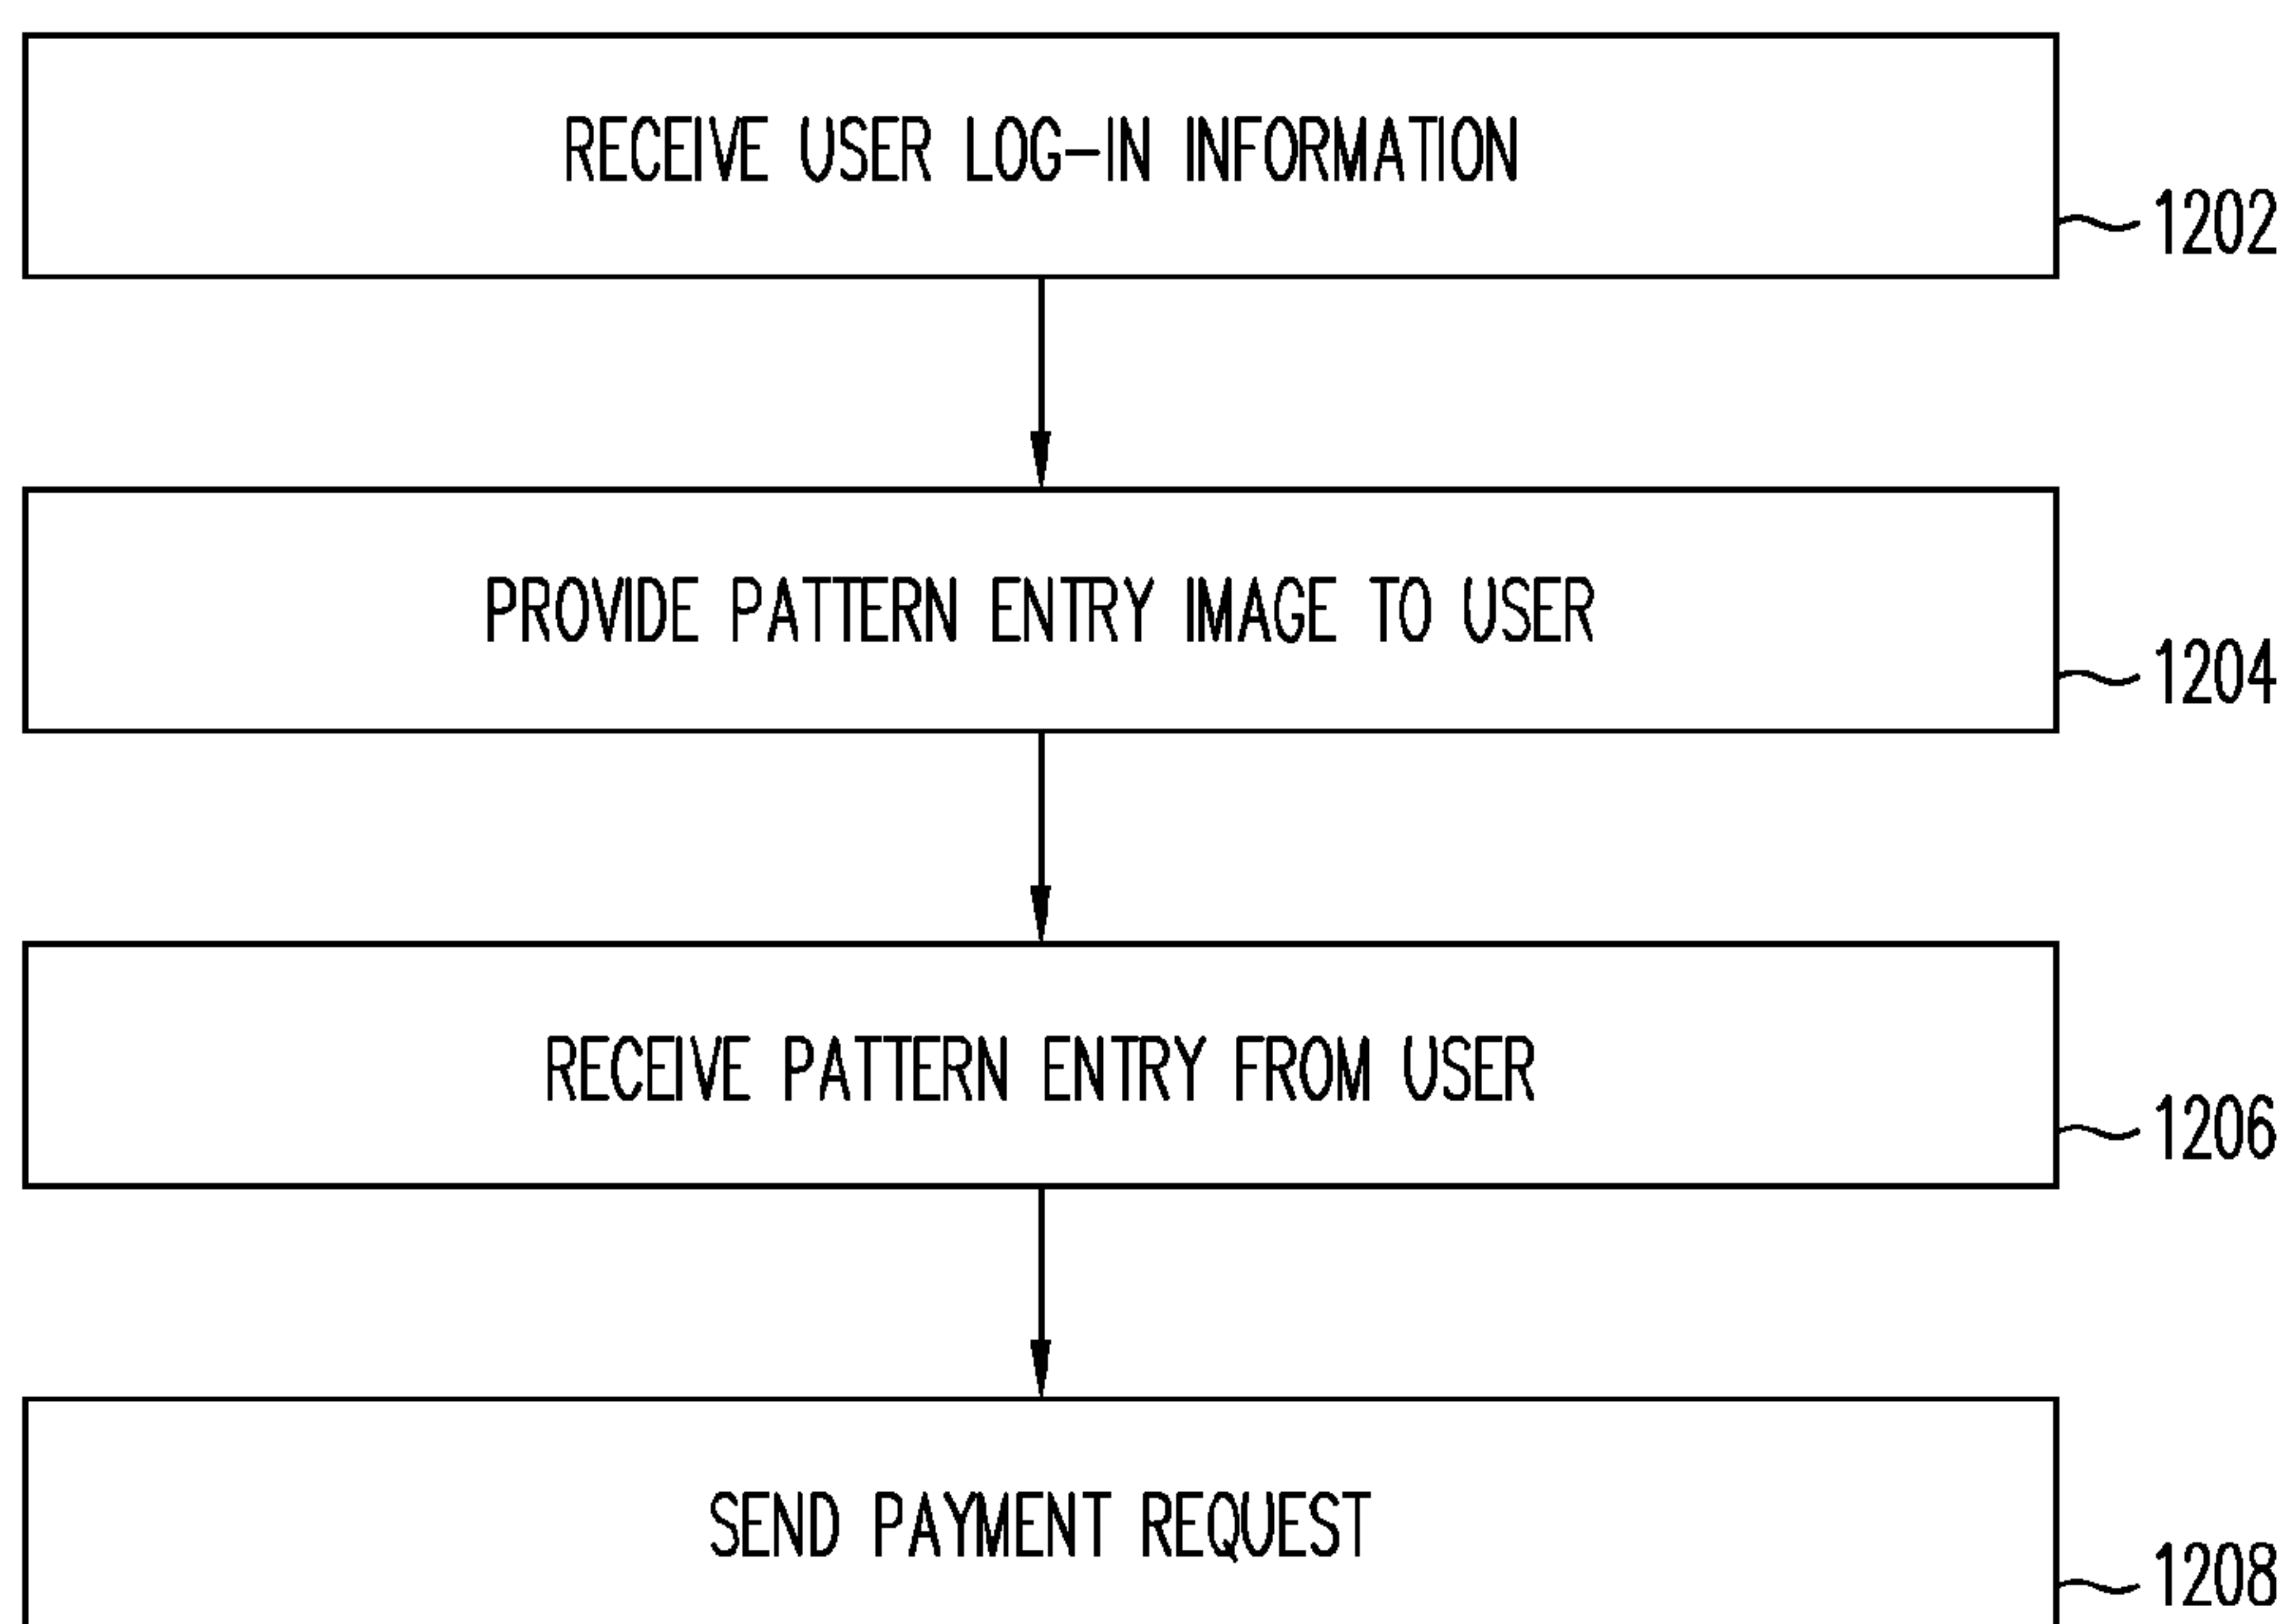 RECEIVE USER LOG-IN INFORMATION
1202
PROVIDE PATTERN ENTRY IMAGE TO USER
1204
RECEIVE PATTERN ENTRY FROM USER
1206
SEND PAYMENT REQUEST
1208